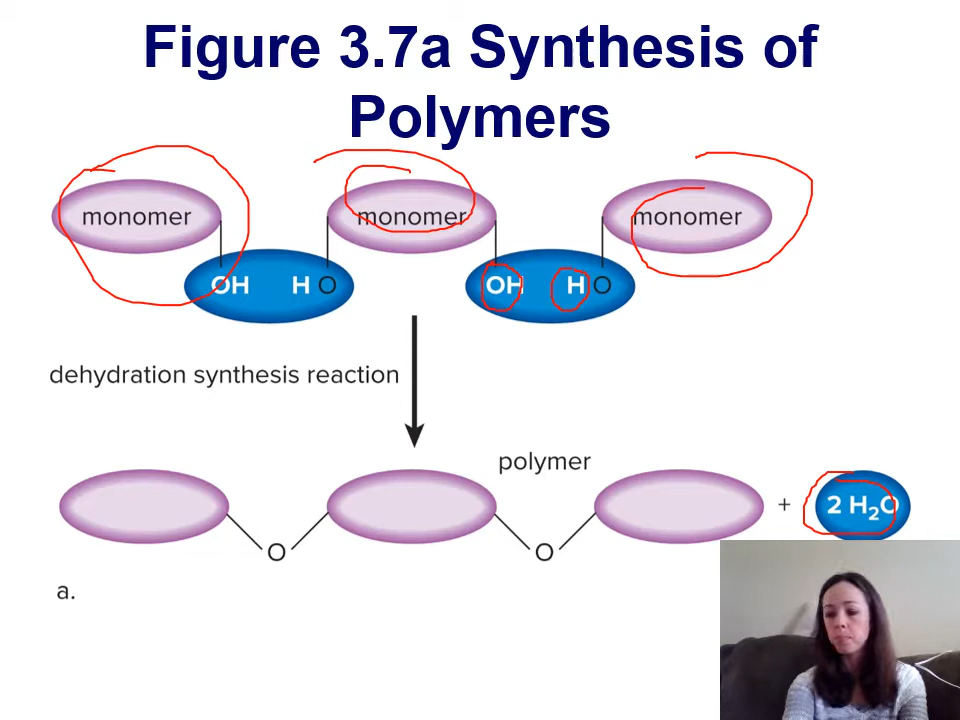 Figure 3.7a Synthesis of
Polymers
monomer monomer monomer
OH H O OH H O
dehydration synthesis reaction
polymer
+ 2 H₂O
O O
a.